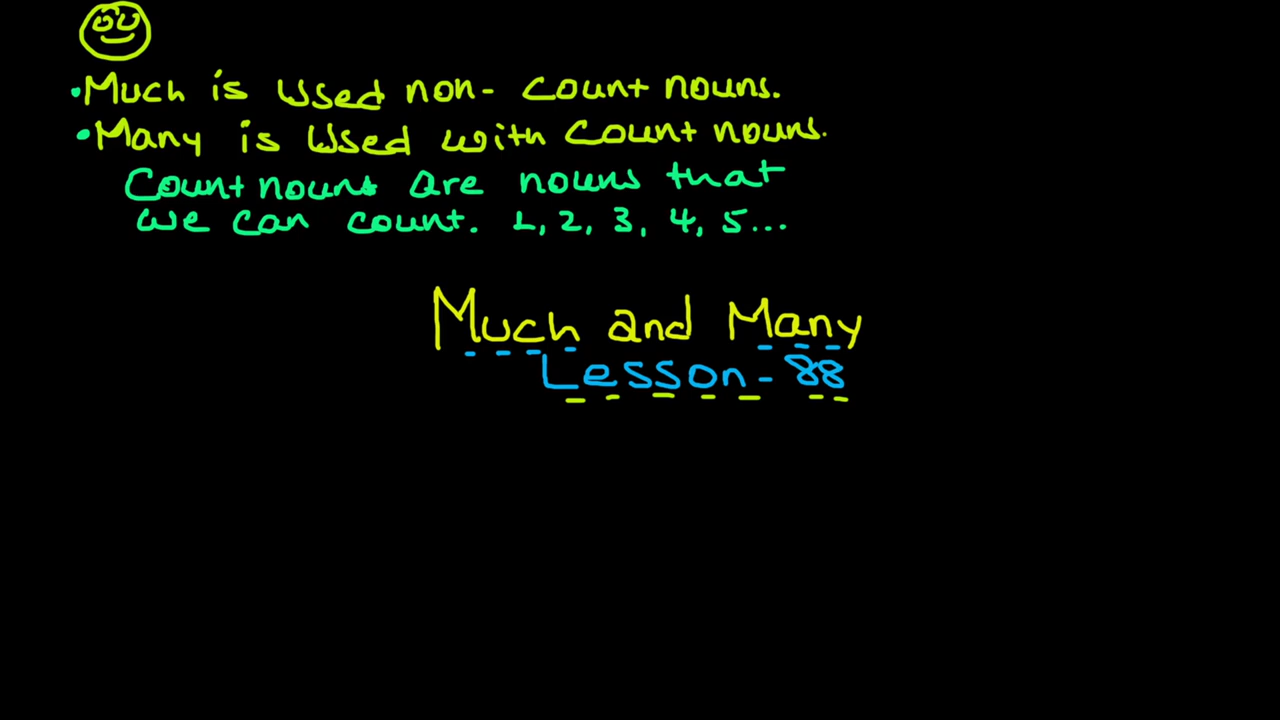 •Much is used non- count nouns.
•Many is used with count nouns.
Count nouns are nouns that
we can count. 1, 2, 3, 4, 5...
Much and Many
Lesson - 88